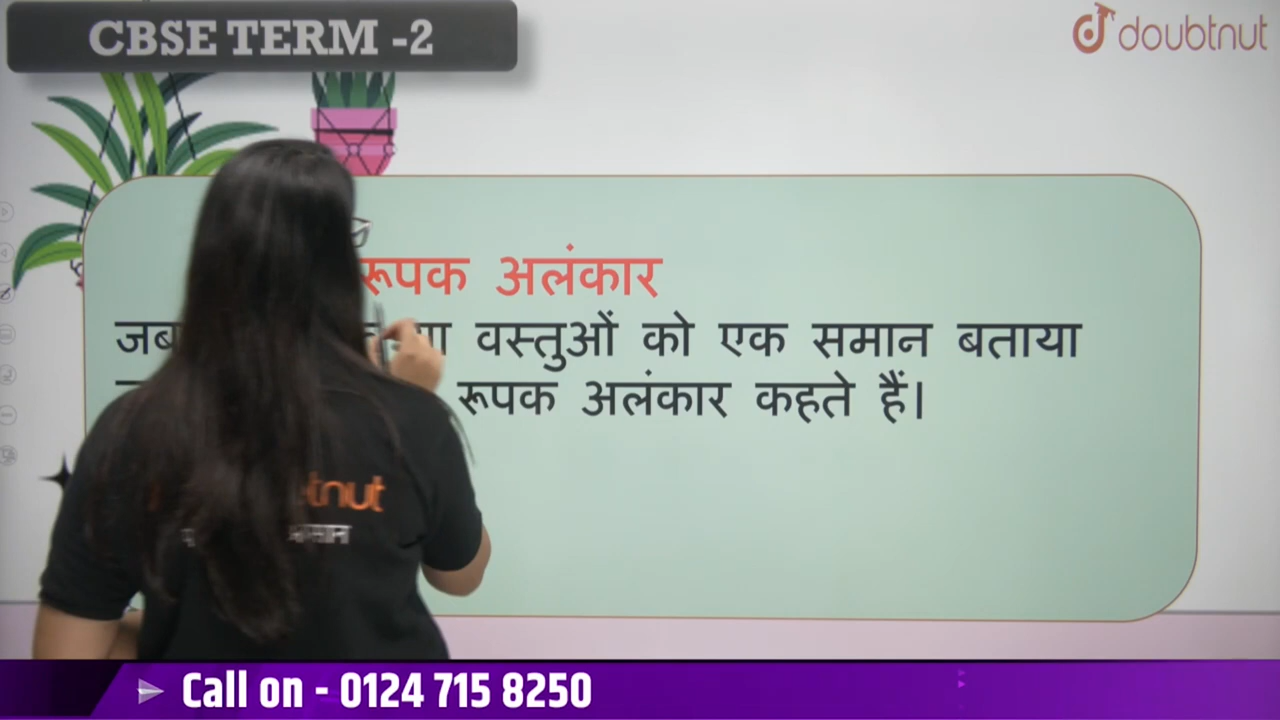 CBSE TERM -2
doubtnut
रूपक अलंकार
जब वस्तुओं को एक समान बताया
रूपक अलंकार कहते हैं।
tnut
Call on - 0124 715 8250